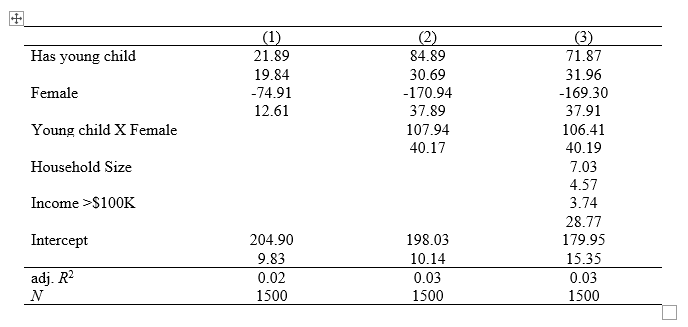 (1) (2) (3)
Has young child 21.89 84.89 71.87
19.84 30.69 31.96
Female -74.91 -170.94 -169.30
12.61 37.89 37.91
Young child X Female 107.94 106.41
40.17 40.19
Household Size 7.03
4.57
Income >$100K 3.74
28.77
Intercept 204.90 198.03 179.95
9.83 10.14 15.35
adj. R² 0.02 0.03 0.03
N 1500 1500 1500